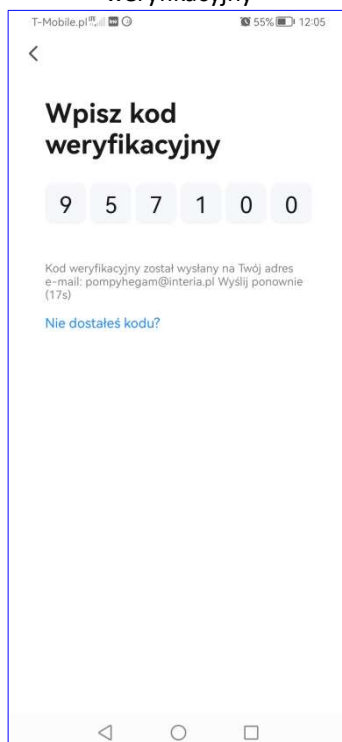 weryfikacyjny
T-Mobile.pl 55% 12:05
Wpisz kod
weryfikacyjny
9 5 7 1 0 0
Kod weryfikacyjny został wysłany na Twój adres
e-mail: pompyhegam@interia.pl Wyślij ponownie
(17s)
Nie dostałeś kodu?